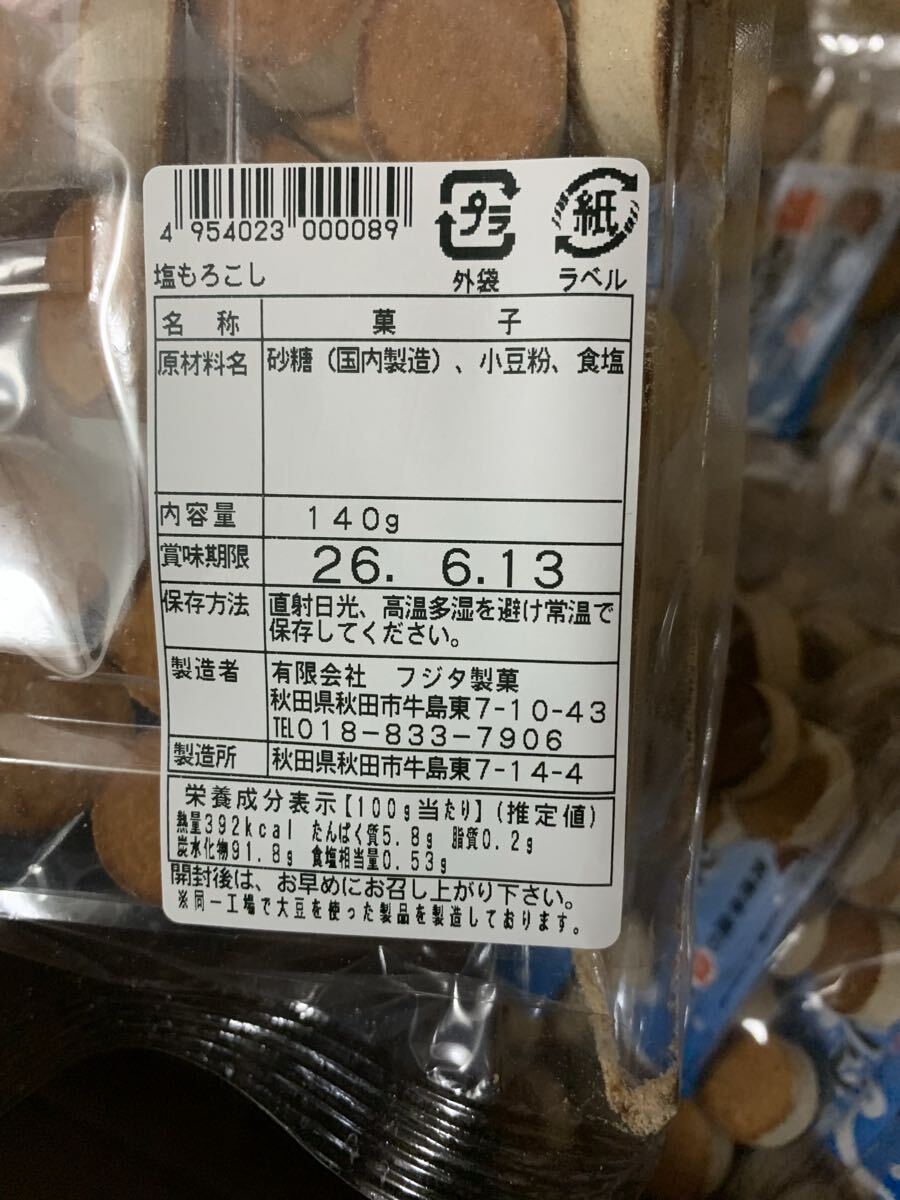 4 954023 000089
プラ
外袋
紙
ラベル
塩もろこし
名 称 菓 子
原材料名 砂糖（国内製造）、小豆粉、食塩
内容量 140g
賞味期限 26. 6.13
保存方法 直射日光、高温多湿を避け常温で
保存してください。
製造者 有限会社 フジタ製菓
秋田県秋田市牛島東7-10-43
TEL018-833-7906
製造所 秋田県秋田市牛島東7-14-4
栄養成分表示【100g当たり】（推定値）
熱量392kcal たんぱく質5.8g 脂質0.2g
炭水化物91.8g 食塩相当量0.53g
開封後は、お早めにお召し上がり下さい。
※同一工場で大豆を使った製品を製造しております。